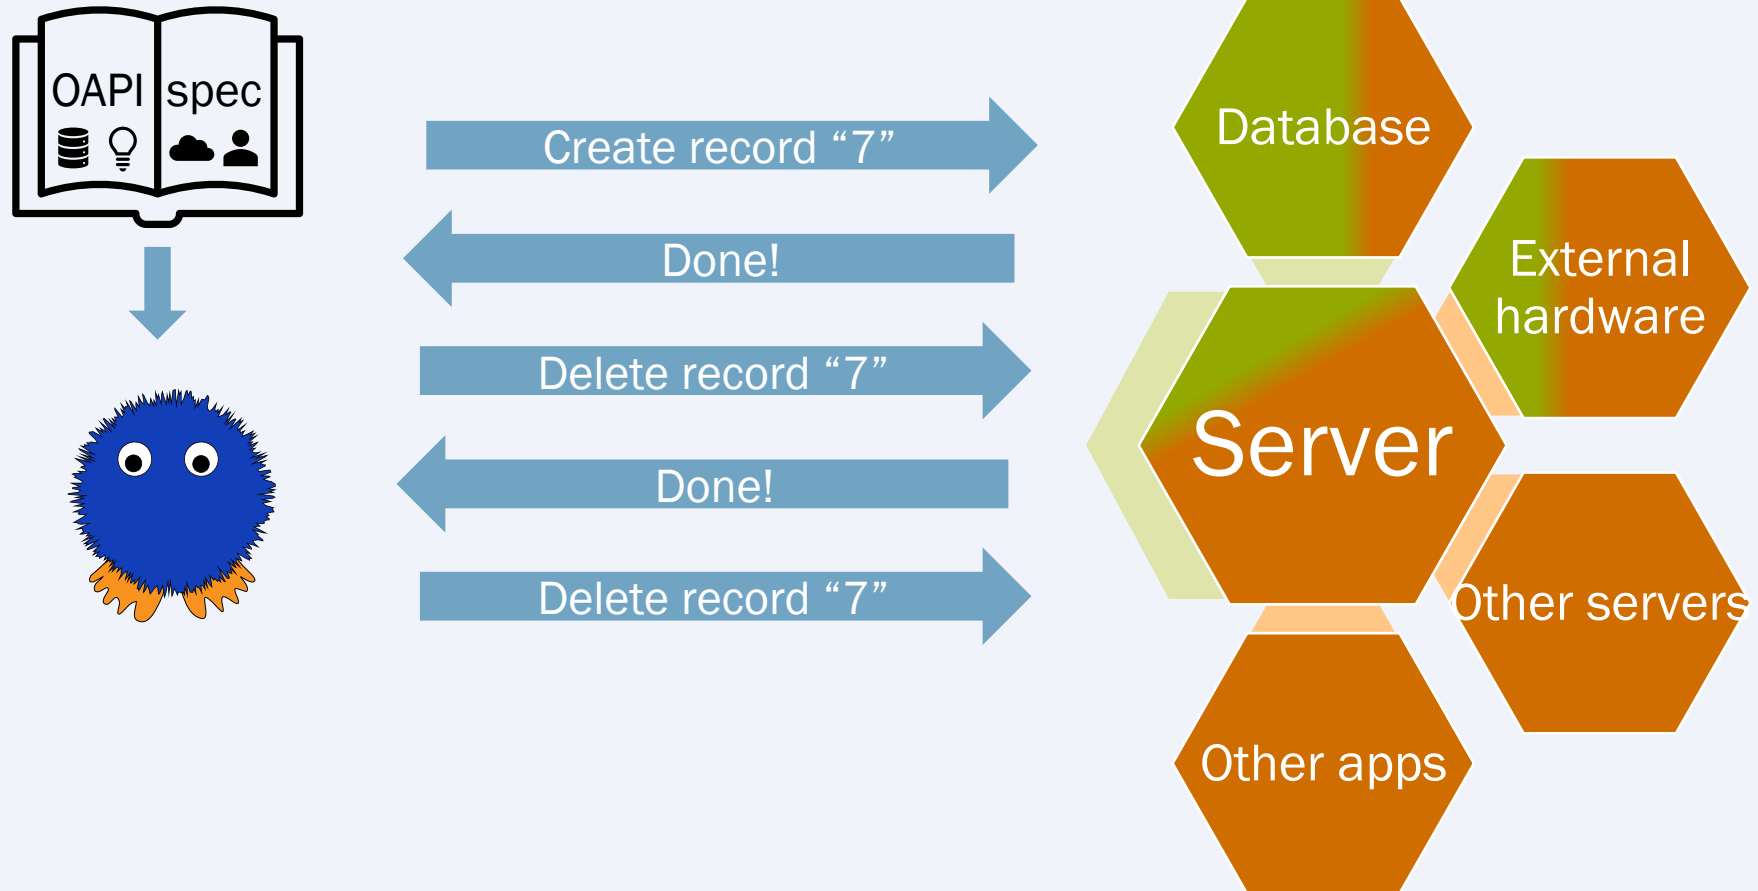 OAPI spec
Create record “7”
Done!
Delete record “7”
Done!
Delete record “7”
Database
External
hardware
Server
Other servers
Other apps